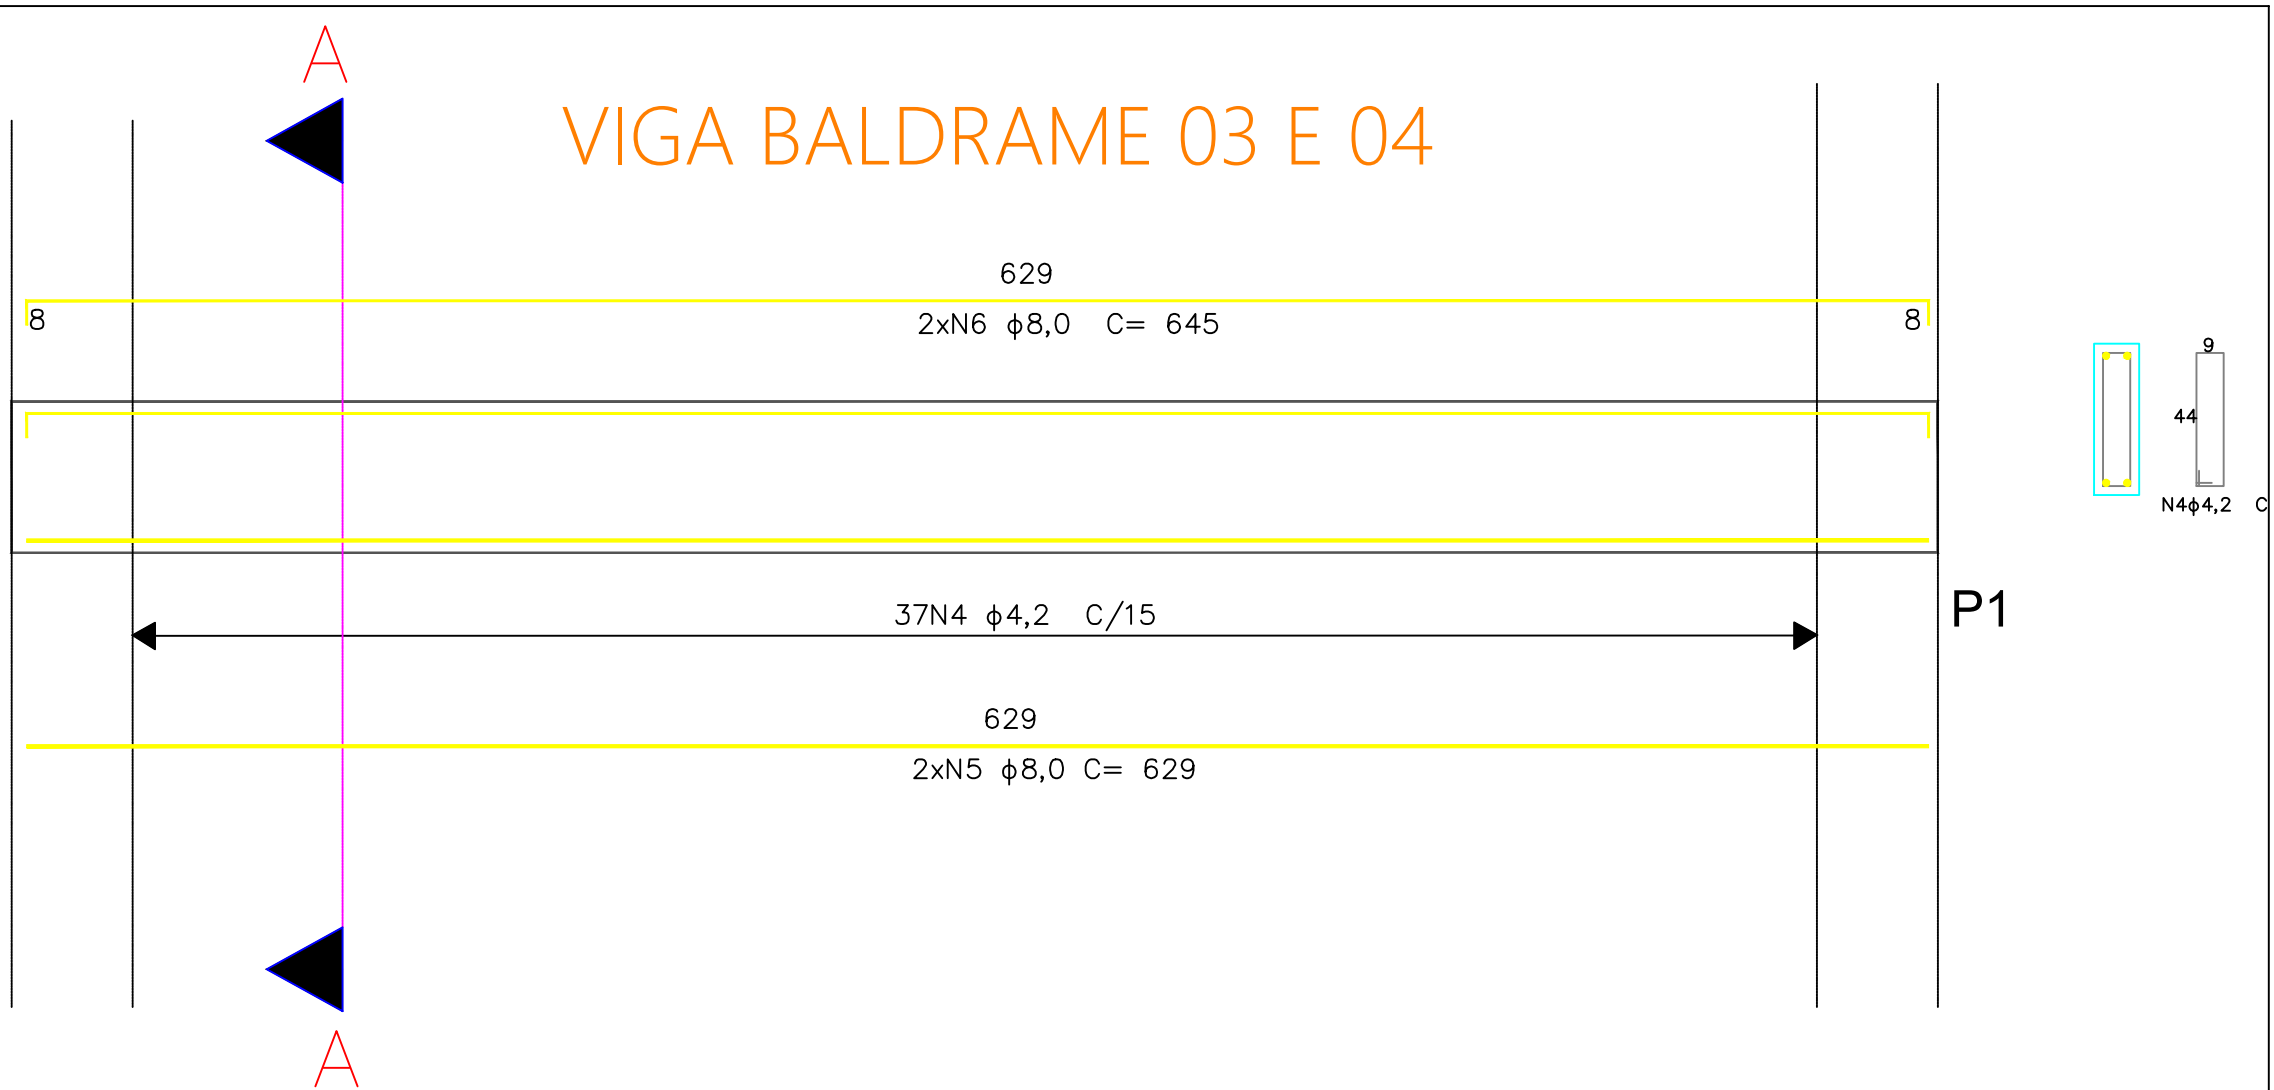 A
VIGA BALDRAME 03 E 04
629
8
2xN6 ϕ8,0 C= 645
8
9
44
N4ϕ4,2 C
37N4 ϕ4,2 C/15
P1
629
2xN5 ϕ8,0 C= 629
A